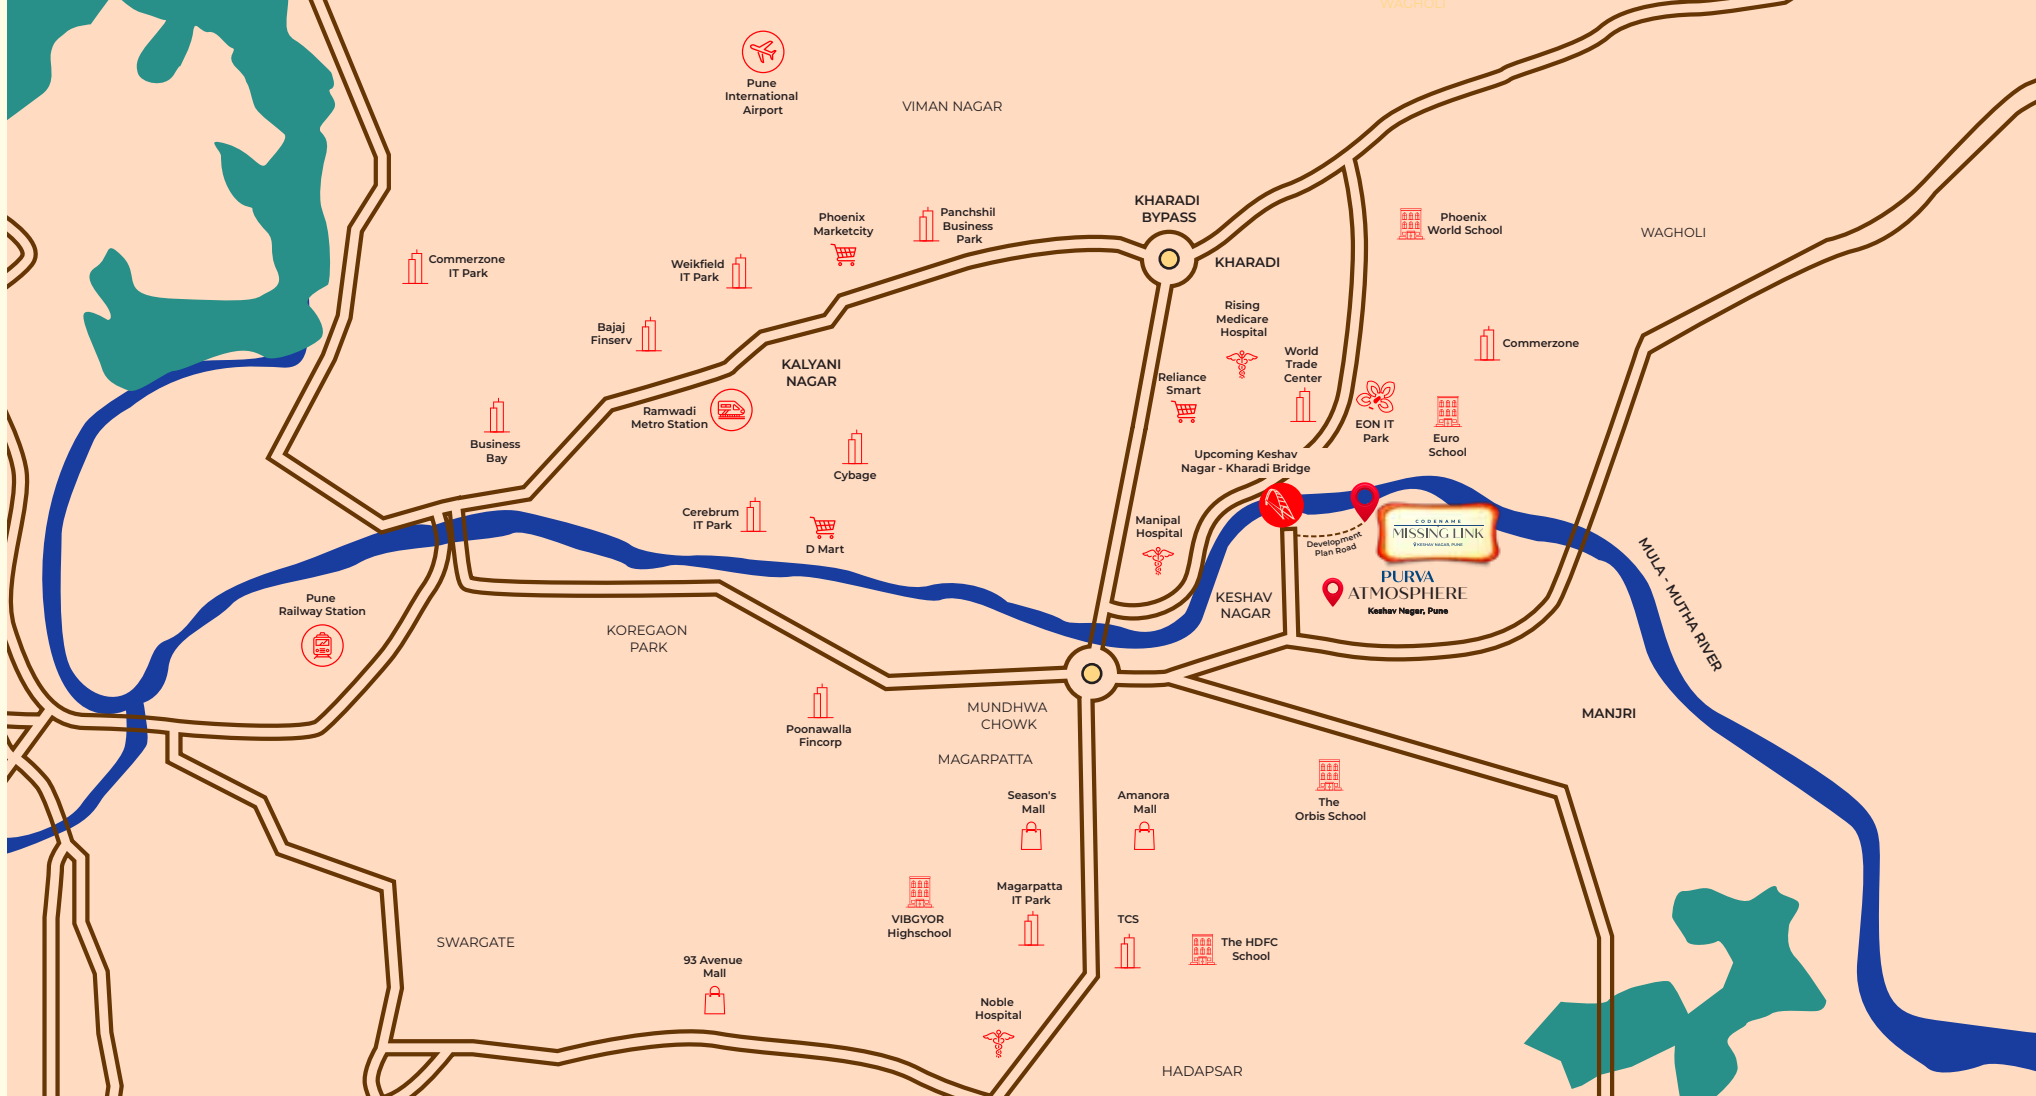 WAGHOLI
Pune
International
Airport
VIMAN NAGAR
KHARADI
BYPASS
Phoenix
Marketcity
Panchshil
Business
Park
Phoenix
World School
WAGHOLI
Commerzone
IT Park
Weikfield
IT Park
KHARADI
Bajaj
Finserv
Rising
Medicare
Hospital
Commerzone
KALYANI
NAGAR
World
Trade
Center
Reliance
Smart
Ramwadi
Metro Station
EON IT
Park
Euro
School
Business
Bay
Cybage
Upcoming Keshav
Nagar - Kharadi Bridge
Cerebrum
IT Park
D Mart
Manipal
Hospital
Development
Plan Road
CODENAME
MISSING LINK
KESHAV NAGAR, PUNE
PURVA
ATMOSPHERE
Keshav Nagar, Pune
KESHAV
NAGAR
MULA - MUTHA RIVER
Pune
Railway Station
KOREGAON
PARK
Poonawalla
Fincorp
MUNDHWA
CHOWK
MANJRI
MAGARPATTA
Season's
Mall
Amanora
Mall
The
Orbis School
VIBGYOR
Highschool
Magarpatta
IT Park
TCS
The HDFC
School
SWARGATE
93 Avenue
Mall
Noble
Hospital
HADAPSAR